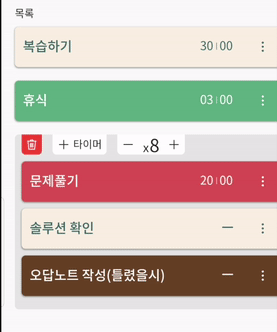 목록
복습하기 30:00
휴식 03:00
+ 타이머 − x8 +
문제풀기 20:00
솔루션 확인 —
오답노트 작성(틀렸을시) —